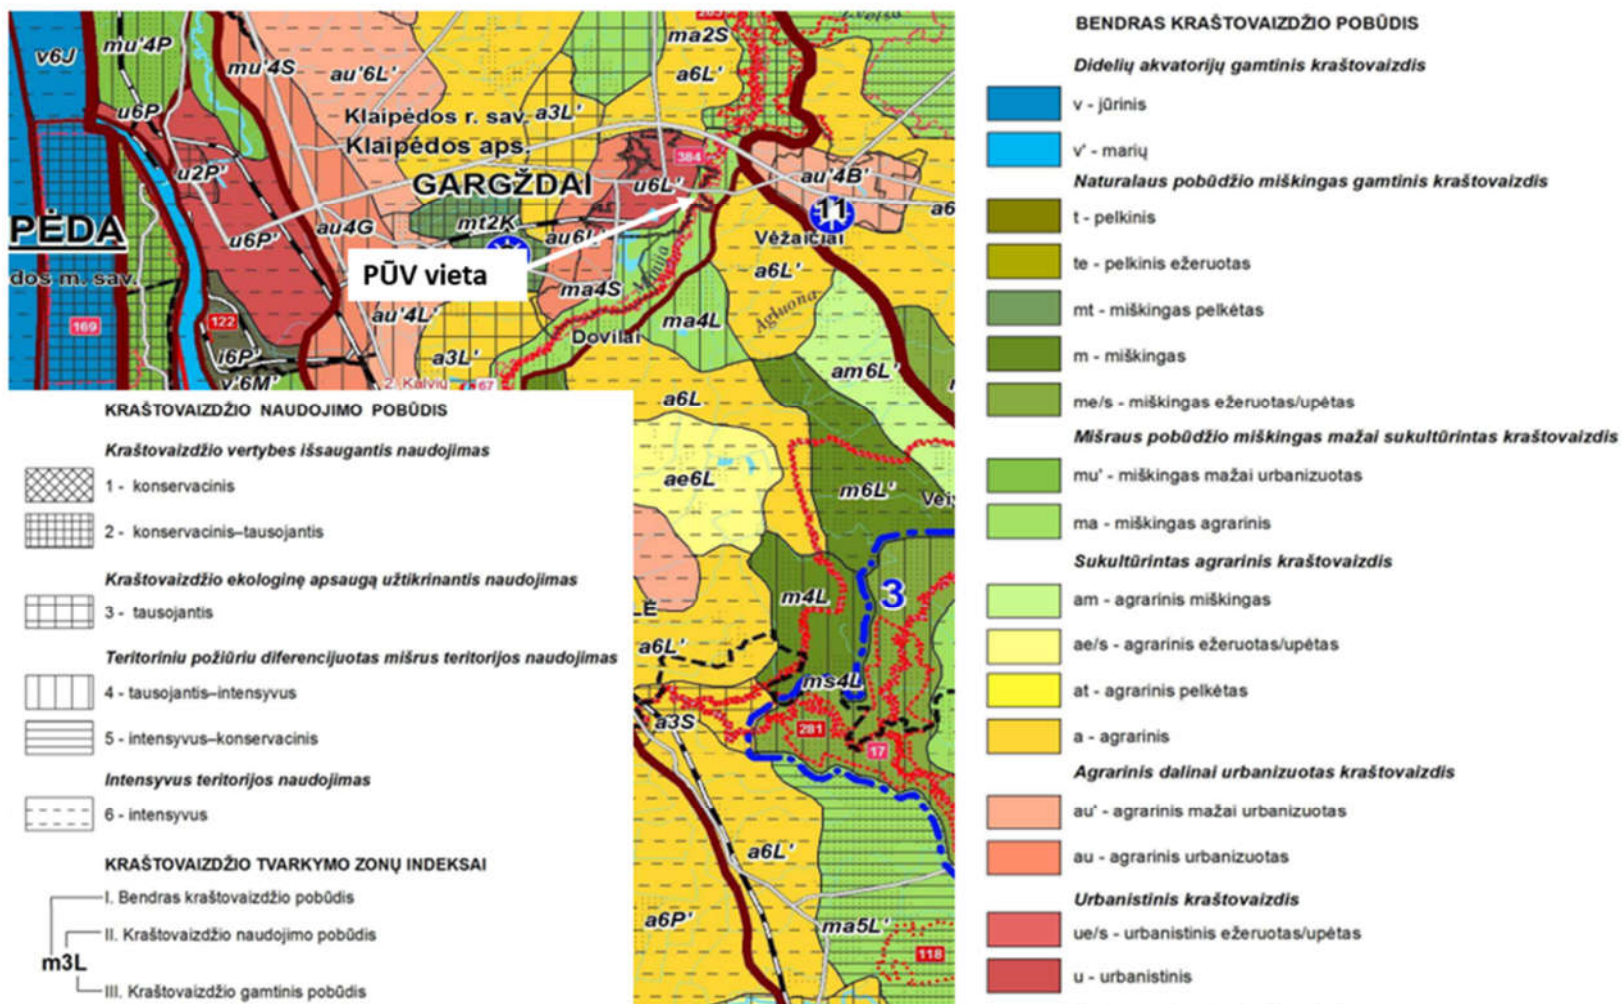 v6J
mu'4P
mu'4S
au'6L'
ma2S
a6L'
u6P
Klaipėdos r. sav.
a3L'
Klaipėdos aps.
384
u2P'
GARGŽDAI
u6L'
au'4B'
11
PĖDA
u6P'
au4G
mt2K
au6L'
Vėžaičiai
dos m. sav.
PŪV vieta
Minija
a6L'
ma4S
Agluona
169
122
au'4L'
Dovilai
ma4L
i6P'
v'6M'
a3L'
2. Kalvių
67
am6L'
a6L
ae6L
m6L'
m4L
3
a6L'
ms4L
a3S
281
17
a6L'
a6P'
ma5L'
118
KRAŠTOVAIZDŽIO NAUDOJIMO POBŪDIS
Kraštovaizdžio vertybes išsaugantis naudojimas
1 - konservacinis
2 - konservacinis–tausojantis
Kraštovaizdžio ekologinę apsaugą užtikrinantis naudojimas
3 - tausojantis
Teritoriniu požiūriu diferencijuotas mišrus teritorijos naudojimas
4 - tausojantis–intensyvus
5 - intensyvus–konservacinis
Intensyvus teritorijos naudojimas
6 - intensyvus
KRAŠTOVAIZDŽIO TVARKYMO ZONŲ INDEKSAI
I. Bendras kraštovaizdžio pobūdis
II. Kraštovaizdžio naudojimo pobūdis
m3L
III. Kraštovaizdžio gamtinis pobūdis
BENDRAS KRAŠTOVAIZDŽIO POBŪDIS
Didelių akvatorijų gamtinis kraštovaizdis
v - jūrinis
v' - marių
Naturalaus pobūdžio miškingas gamtinis kraštovaizdis
t - pelkinis
te - pelkinis ežeruotas
mt - miškingas pelkėtas
m - miškingas
me/s - miškingas ežeruotas/upėtas
Mišraus pobūdžio miškingas mažai sukultūrintas kraštovaizdis
mu' - miškingas mažai urbanizuotas
ma - miškingas agrarinis
Sukultūrintas agrarinis kraštovaizdis
am - agrarinis miškingas
ae/s - agrarinis ežeruotas/upėtas
at - agrarinis pelkėtas
a - agrarinis
Agrarinis dalinai urbanizuotas kraštovaizdis
au' - agrarinis mažai urbanizuotas
au - agrarinis urbanizuotas
Urbanistinis kraštovaizdis
ue/s - urbanistinis ežeruotas/upėtas
u - urbanistinis